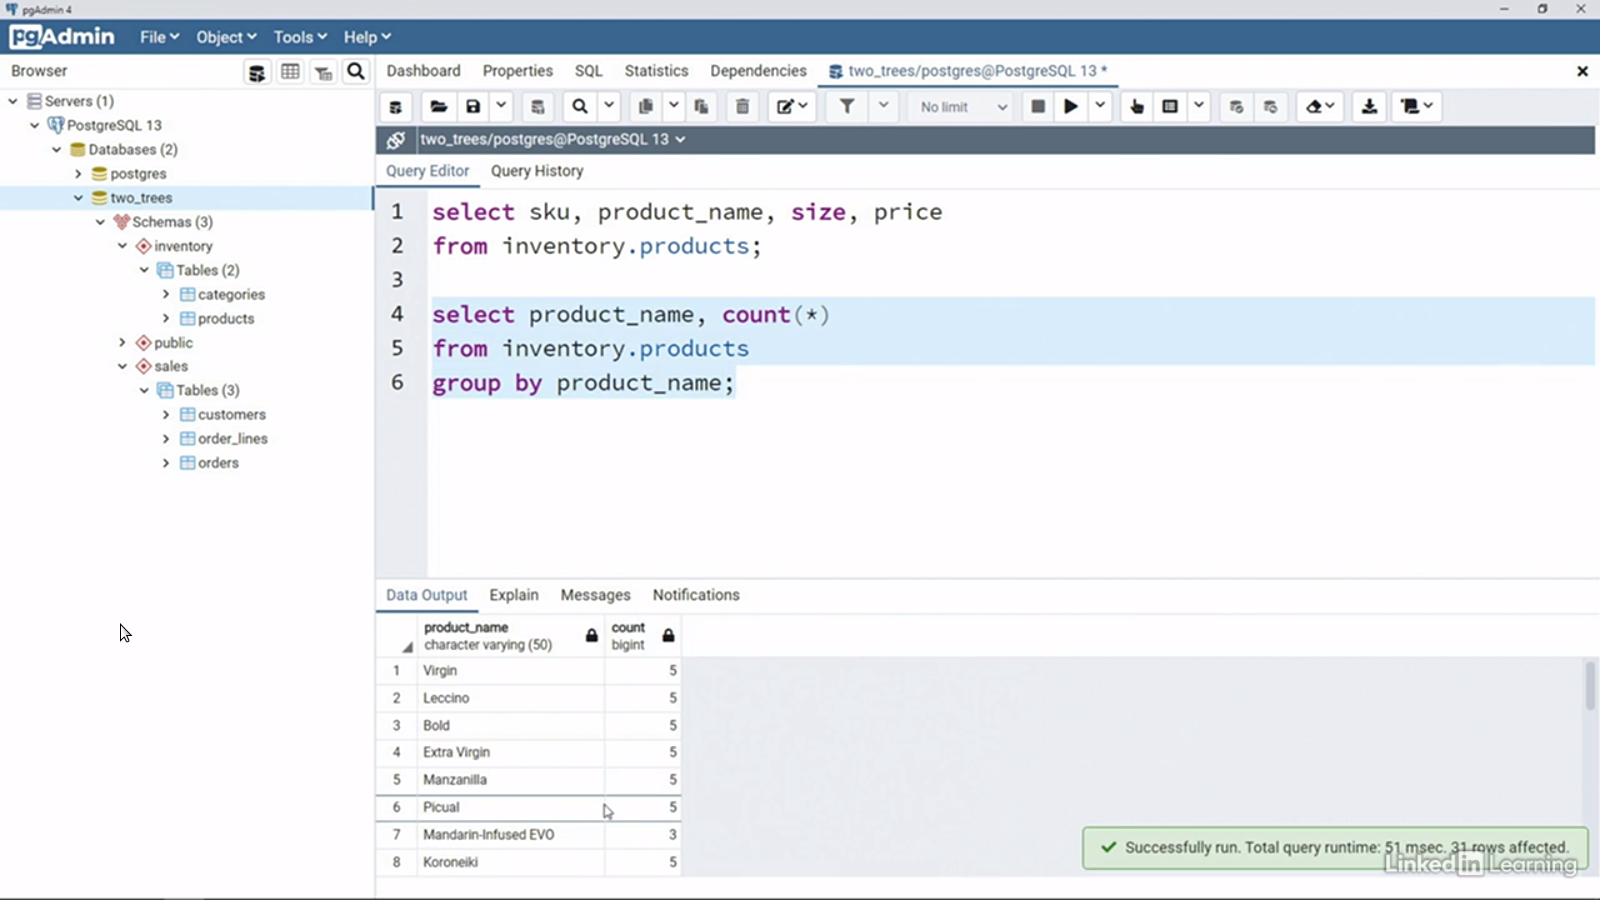 pgAdmin 4
pgAdmin File Object Tools Help
Browser
Dashboard Properties SQL Statistics Dependencies two_trees/postgres@PostgreSQL 13 *
No limit
two_trees/postgres@PostgreSQL 13
Servers (1)
PostgreSQL 13
Databases (2)
postgres
two_trees
Schemas (3)
inventory
Tables (2)
categories
products
public
sales
Tables (3)
customers
order_lines
orders
Query Editor Query History
1 select sku, product_name, size, price
2 from inventory.products;
3
4 select product_name, count(*)
5 from inventory.products
6 group by product_name;
Data Output Explain Messages Notifications
product_name count
character varying (50) bigint
1 Virgin 5
2 Leccino 5
3 Bold 5
4 Extra Virgin 5
5 Manzanilla 5
6 Picual 5
7 Mandarin-Infused EVO 3
8 Koroneiki 5
Successfully run. Total query runtime: 51 msec. 31 rows affected.
Linked in Learning